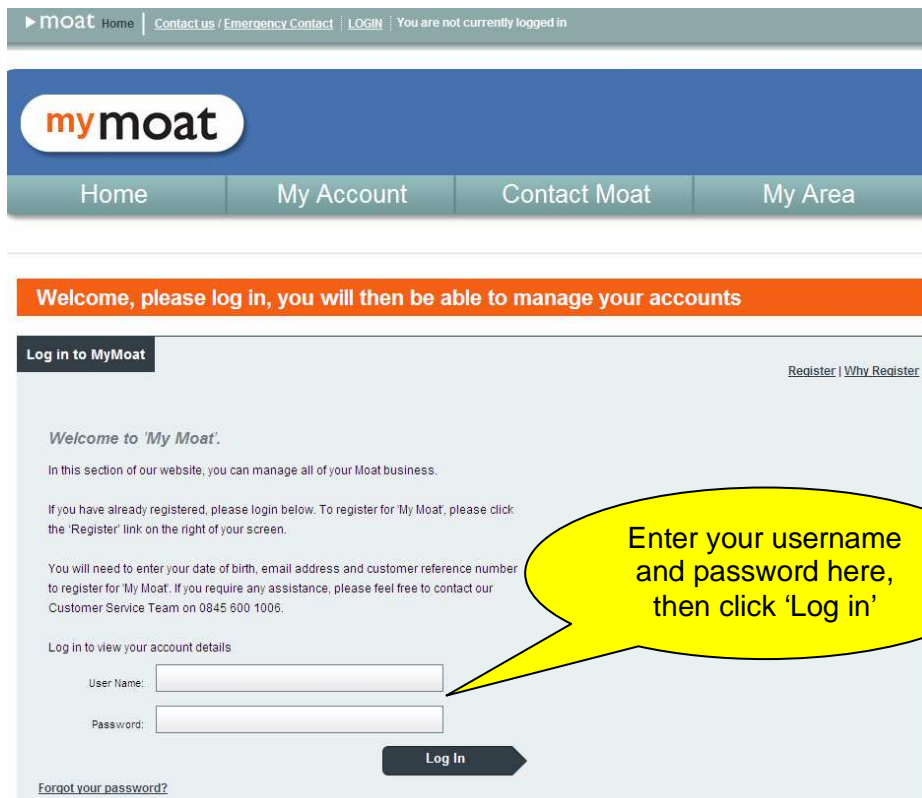 moat Home | Contact us / Emergency Contact | LOGIN | You are not currently logged in
mymoat
Home My Account Contact Moat My Area
Welcome, please log in, you will then be able to manage your accounts
Log in to MyMoat
Register | Why Register
Welcome to 'My Moat'.
In this section of our website, you can manage all of your Moat business.
If you have already registered, please login below. To register for 'My Moat', please click
the 'Register' link on the right of your screen.
You will need to enter your date of birth, email address and customer reference number
to register for 'My Moat'. If you require any assistance, please feel free to contact our
Customer Service Team on 0845 600 1006.
Enter your username
and password here,
then click ‘Log in’
Log in to view your account details
User Name:
Password:
Log In
Forgot your password?